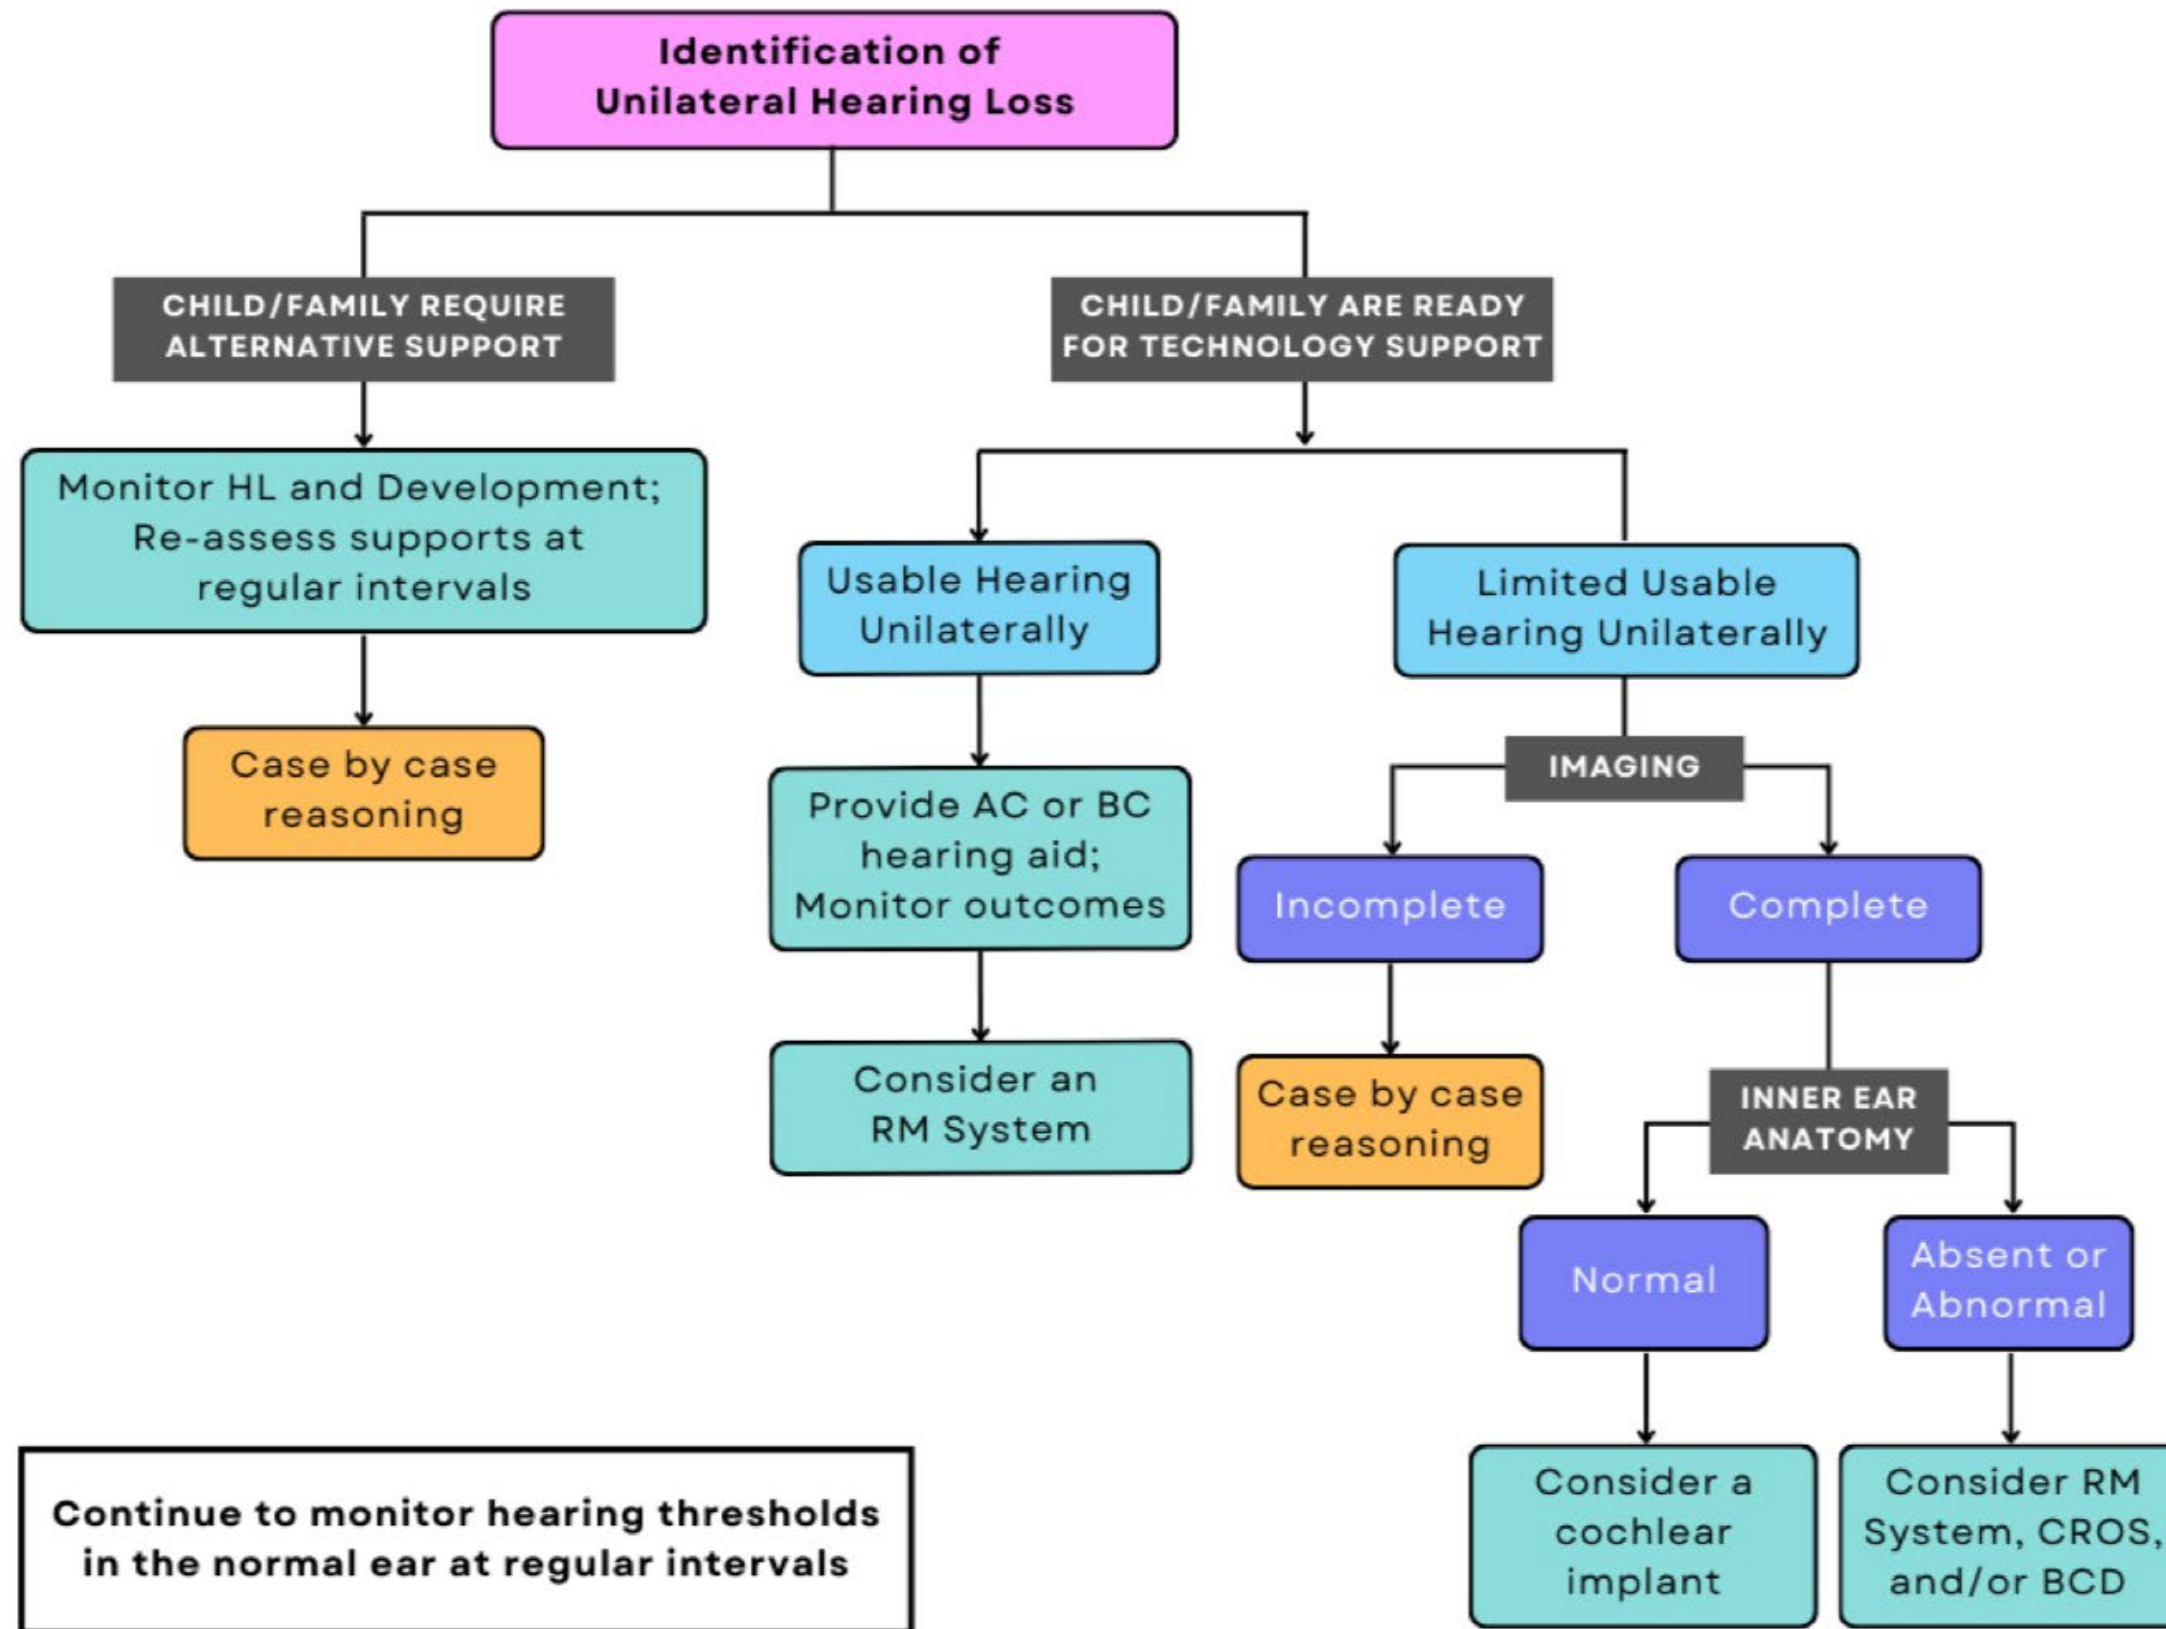 Identification of
Unilateral Hearing Loss
CHILD/FAMILY REQUIRE
ALTERNATIVE SUPPORT
CHILD/FAMILY ARE READY
FOR TECHNOLOGY SUPPORT
Monitor HL and Development;
Re-assess supports at
regular intervals
Usable Hearing
Unilaterally
Limited Usable
Hearing Unilaterally
Case by case
reasoning
IMAGING
Provide AC or BC
hearing aid;
Monitor outcomes
Incomplete
Complete
Consider an
RM System
Case by case
reasoning
INNER EAR
ANATOMY
Normal
Absent or
Abnormal
Consider a
cochlear
implant
Consider RM
System, CROS,
and/or BCD
Continue to monitor hearing thresholds
in the normal ear at regular intervals